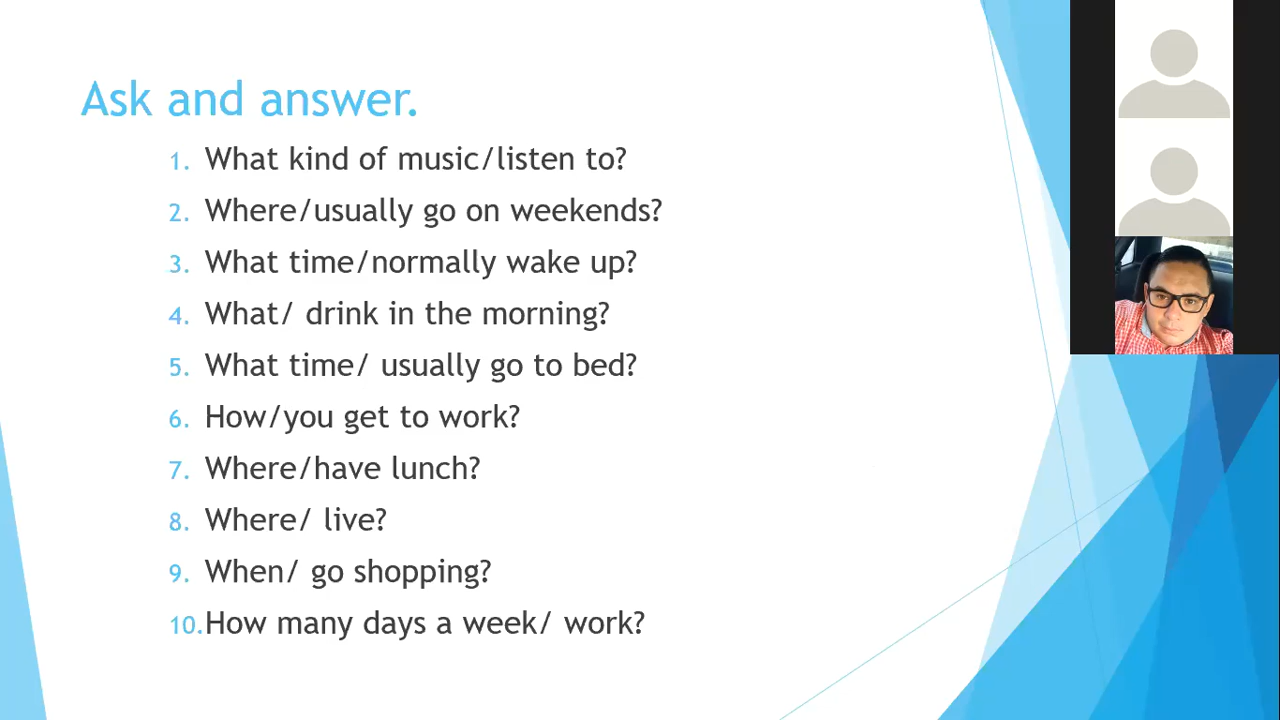 Ask and answer.
1. What kind of music/listen to?
2. Where/usually go on weekends?
3. What time/normally wake up?
4. What/ drink in the morning?
5. What time/ usually go to bed?
6. How/you get to work?
7. Where/have lunch?
8. Where/ live?
9. When/ go shopping?
10. How many days a week/ work?